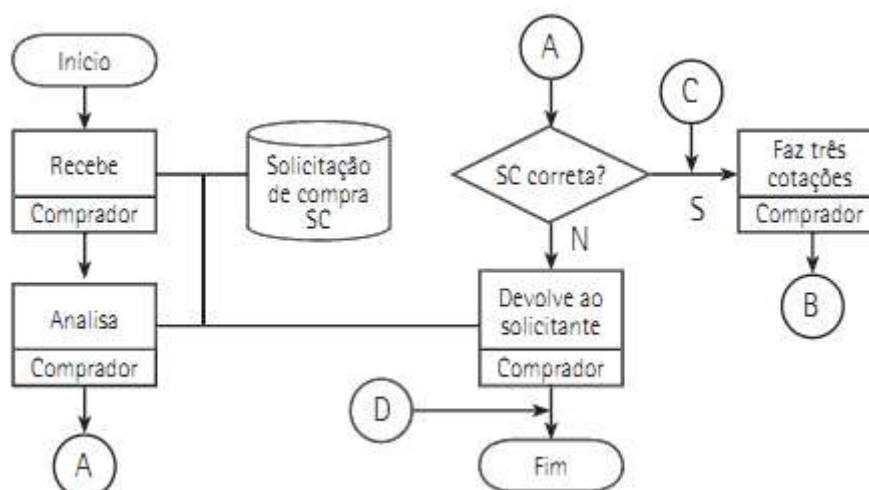 Início
Recebe
Comprador
Analisa
Comprador
A
Solicitação
de compra
SC
A
SC correta?
N
S
C
Faz três
cotações
Comprador
B
Devolve ao
solicitante
Comprador
D
Fim